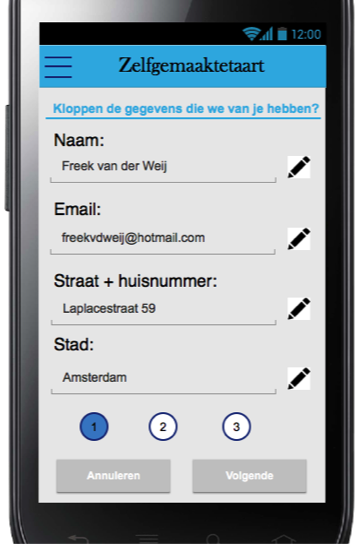 12:00
Zelfgemaaktetaart
Kloppen de gegevens die we van je hebben?
Naam:
Freek van der Weij
Email:
freekvdweij@hotmail.com
Straat + huisnummer:
Laplacestraat 59
Stad:
Amsterdam
1 2 3
Annuleren Volgende